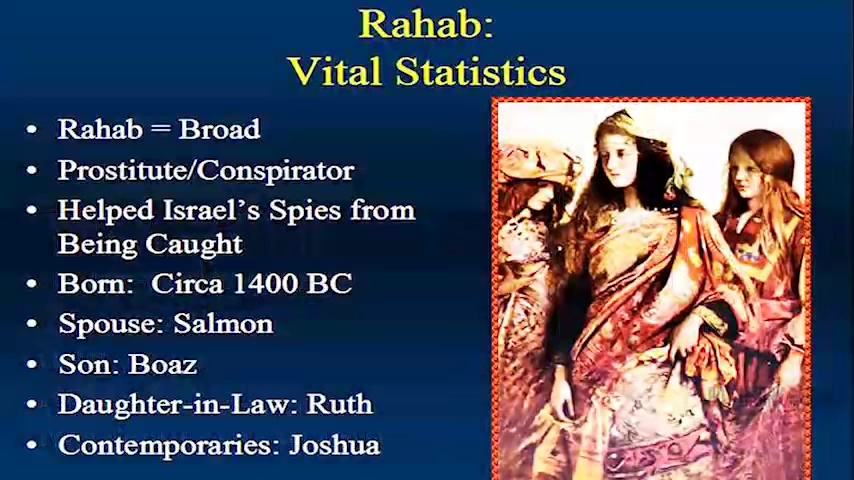 Rahab:
Vital Statistics
• Rahab = Broad
• Prostitute/Conspirator
• Helped Israel's Spies from
Being Caught
• Born: Circa 1400 BC
• Spouse: Salmon
• Son: Boaz
• Daughter-in-Law: Ruth
• Contemporaries: Joshua